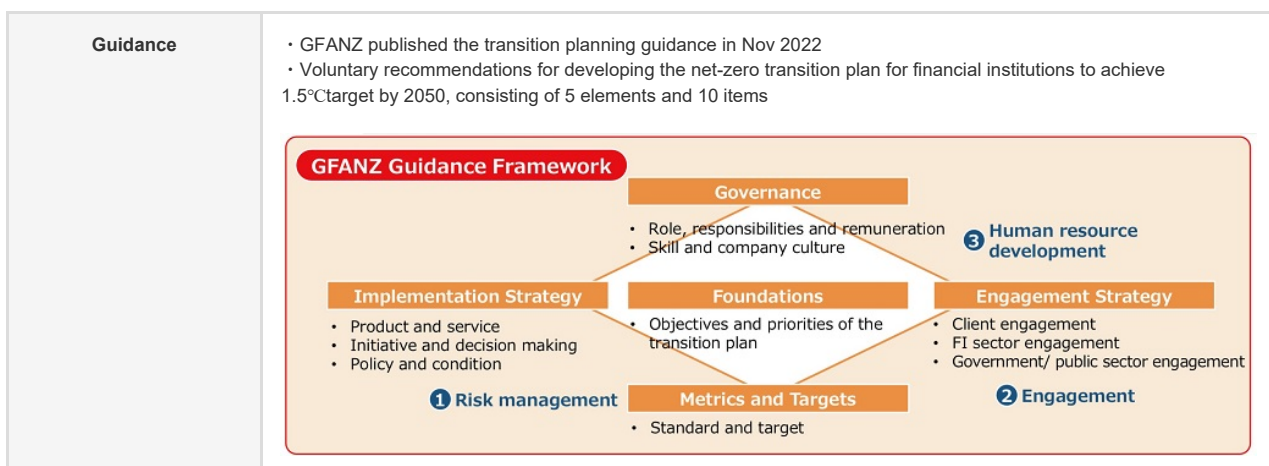 Guidance
・GFANZ published the transition planning guidance in Nov 2022
・Voluntary recommendations for developing the net-zero transition plan for financial institutions to achieve
1.5℃target by 2050, consisting of 5 elements and 10 items
GFANZ Guidance Framework
Governance
• Role, responsibilities and remuneration
• Skill and company culture
3 Human resource
development
Implementation Strategy
• Product and service
• Initiative and decision making
• Policy and condition
Foundations
• Objectives and priorities of the
transition plan
Engagement Strategy
• Client engagement
• FI sector engagement
• Government/ public sector engagement
1 Risk management
Metrics and Targets
• Standard and target
2 Engagement